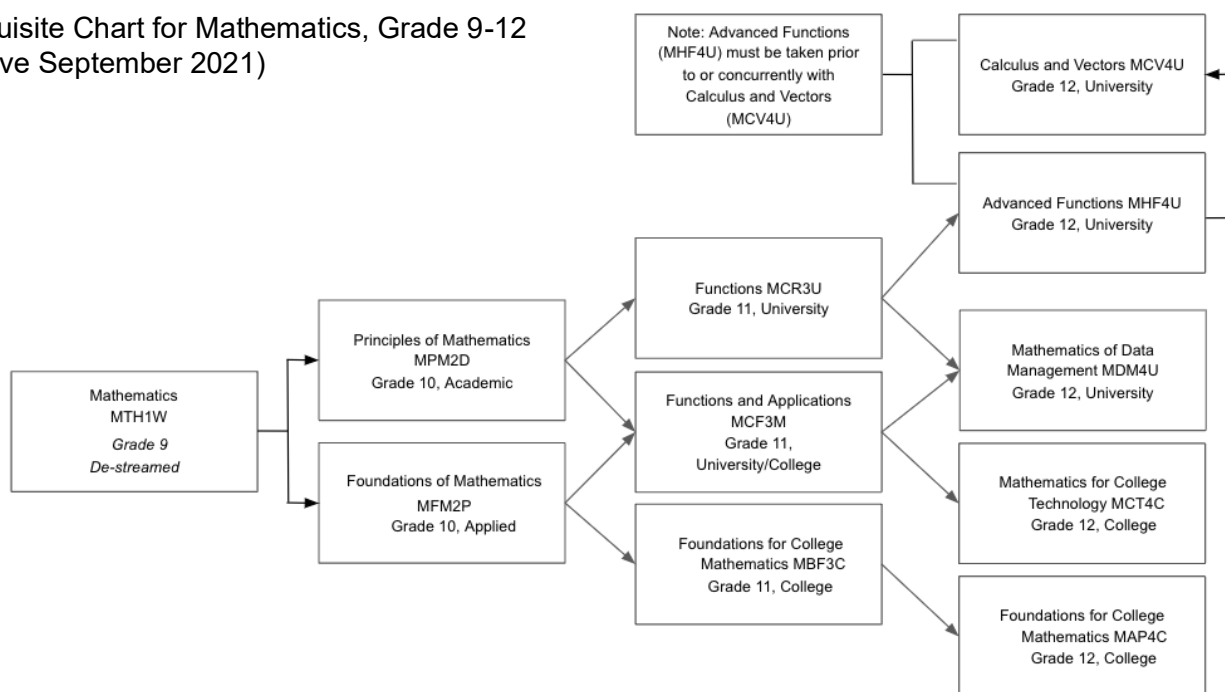 uisite Chart for Mathematics, Grade 9-12
ve September 2021)
Note: Advanced Functions
(MHF4U) must be taken prior
to or concurrently with
Calculus and Vectors
(MCV4U)
Calculus and Vectors MCV4U
Grade 12, University
Advanced Functions MHF4U
Grade 12, University
Functions MCR3U
Grade 11, University
Principles of Mathematics
MPM2D
Grade 10, Academic
Mathematics of Data
Management MDM4U
Grade 12, University
Mathematics
MTH1W
Grade 9
De-streamed
Functions and Applications
MCF3M
Grade 11,
University/College
Foundations of Mathematics
MFM2P
Grade 10, Applied
Mathematics for College
Technology MCT4C
Grade 12, College
Foundations for College
Mathematics MBF3C
Grade 11, College
Foundations for College
Mathematics MAP4C
Grade 12, College